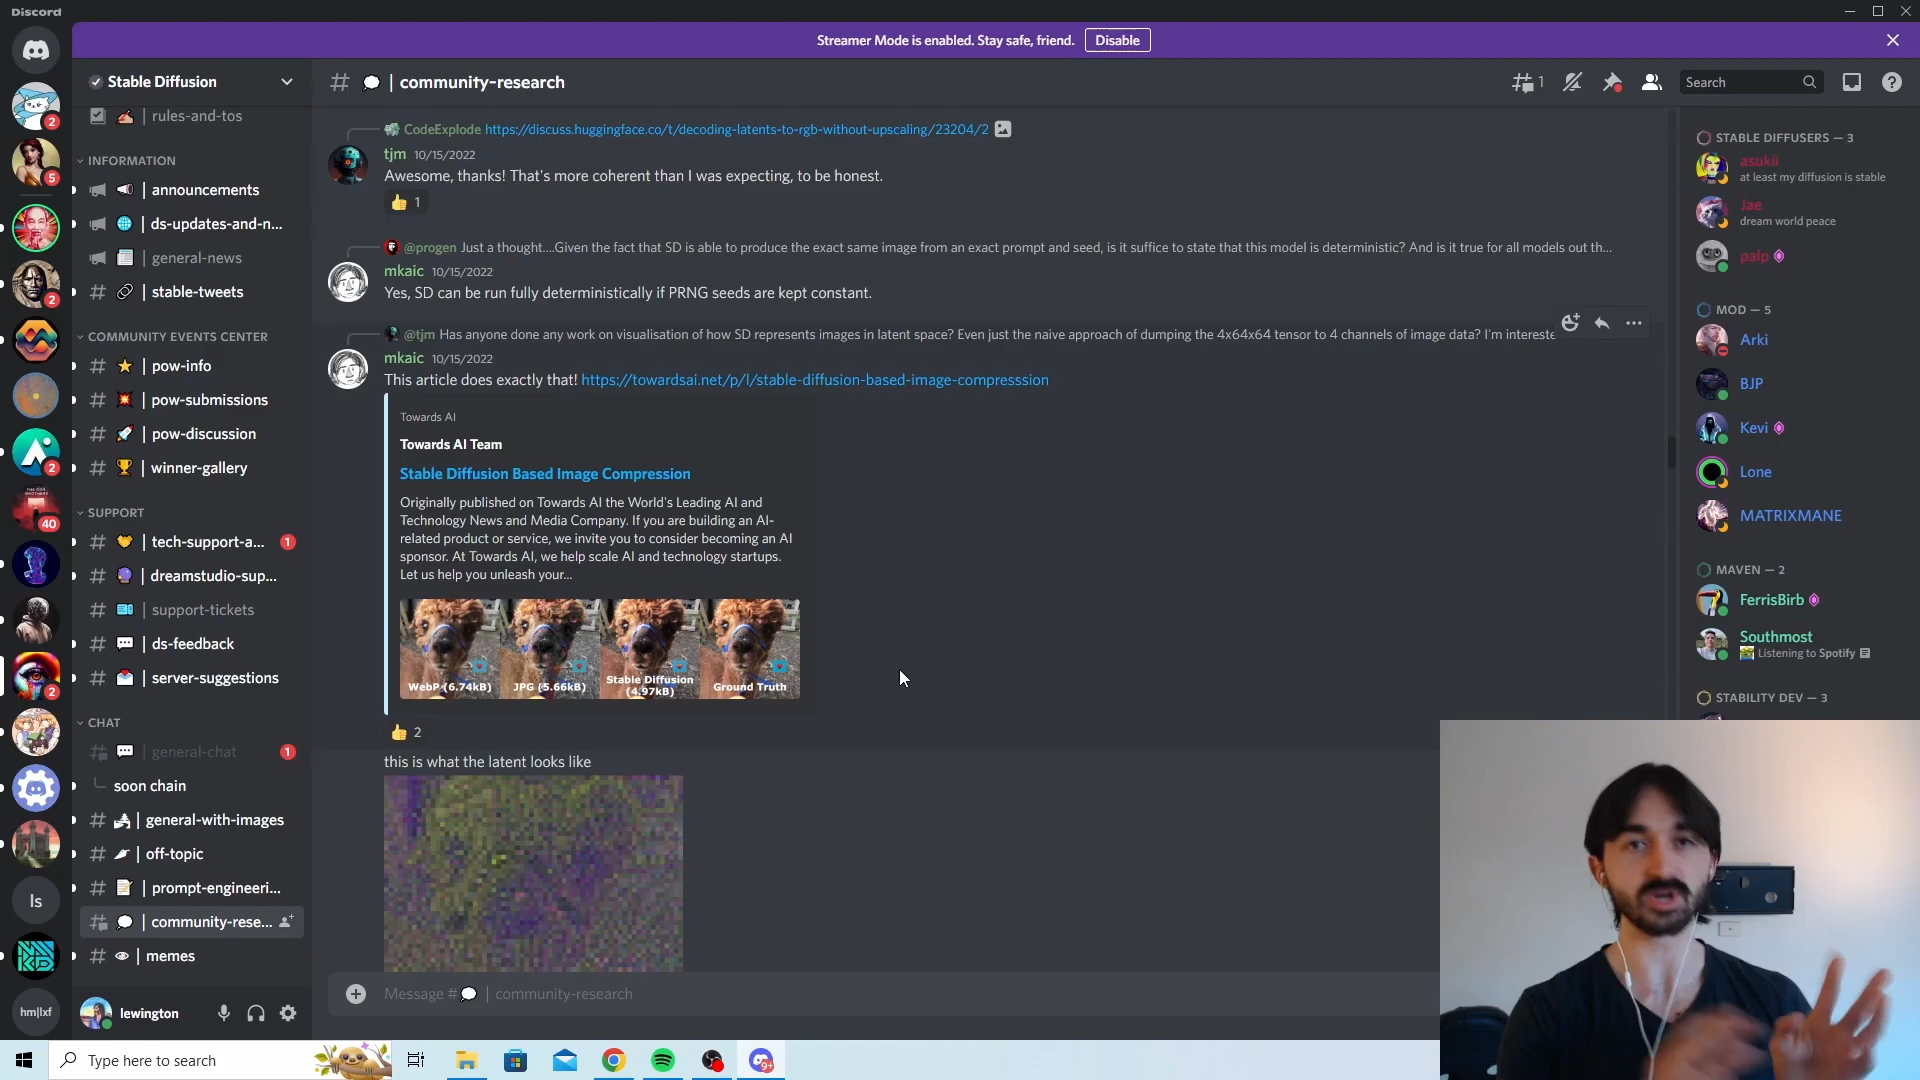 Discord
Streamer Mode is enabled. Stay safe, friend.
Disable
Stable Diffusion
| community-research
1
Search
| rules-and-tos
INFORMATION
| announcements
| ds-updates-and-n...
| general-news
| stable-tweets
COMMUNITY EVENTS CENTER
| pow-info
| pow-submissions
| pow-discussion
| winner-gallery
SUPPORT
| tech-support-a... 1
| dreamstudio-sup...
| support-tickets
| ds-feedback
| server-suggestions
CHAT
| general-chat 1
soon chain
| general-with-images
| off-topic
| prompt-engineeri...
| community-rese...
| memes
2
5
2
2
40
2
ls
hm|lxf
lewington
CodeExplode https://discuss.huggingface.co/t/decoding-latents-to-rgb-without-upscaling/23204/2
tjm 10/15/2022
Awesome, thanks! That's more coherent than I was expecting, to be honest.
1
@progen Just a thought....Given the fact that SD is able to produce the exact same image from an exact prompt and seed, is it suffice to state that this model is deterministic? And is it true for all models out th...
mkaic 10/15/2022
Yes, SD can be run fully deterministically if PRNG seeds are kept constant.
@tjm Has anyone done any work on visualisation of how SD represents images in latent space? Even just the naive approach of dumping the 4x64x64 tensor to 4 channels of image data? I'm intereste
mkaic 10/15/2022
This article does exactly that! https://towardsai.net/p/l/stable-diffusion-based-image-compresssion
Towards AI
Towards AI Team
Stable Diffusion Based Image Compression
Originally published on Towards AI the World's Leading AI and
Technology News and Media Company. If you are building an AI-
related product or service, we invite you to consider becoming an AI
sponsor. At Towards AI, we help scale AI and technology startups.
Let us help you unleash your...
WebP (6.74kB)
JPG (5.66kB)
Stable Diffusion
(4.97kB)
Ground Truth
2
this is what the latent looks like
Message # | community-research
STABLE DIFFUSERS — 3
asukii
at least my diffusion is stable
Jae
dream world peace
palp
MOD — 5
Arki
BJP
Kevi
Lone
MATRIXMANE
MAVEN — 2
FerrisBirb
Southmost
Listening to Spotify
STABILITY DEV — 3
Type here to search
9+